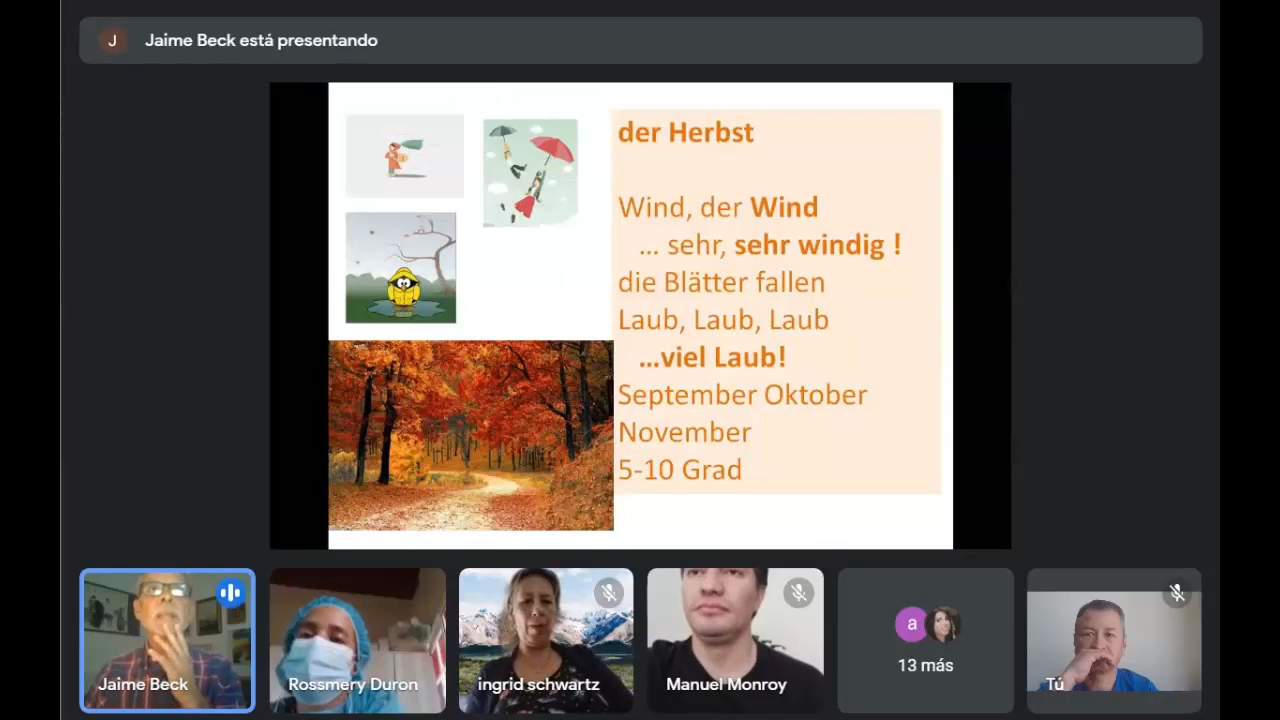 J
Jaime Beck está presentando
der Herbst
Wind, der Wind
... sehr, sehr windig !
die Blätter fallen
Laub, Laub, Laub
...viel Laub!
September Oktober
November
5-10 Grad
a
13 más
Jaime Beck
Rossmery Duron
ingrid schwartz
Manuel Monroy
Tú